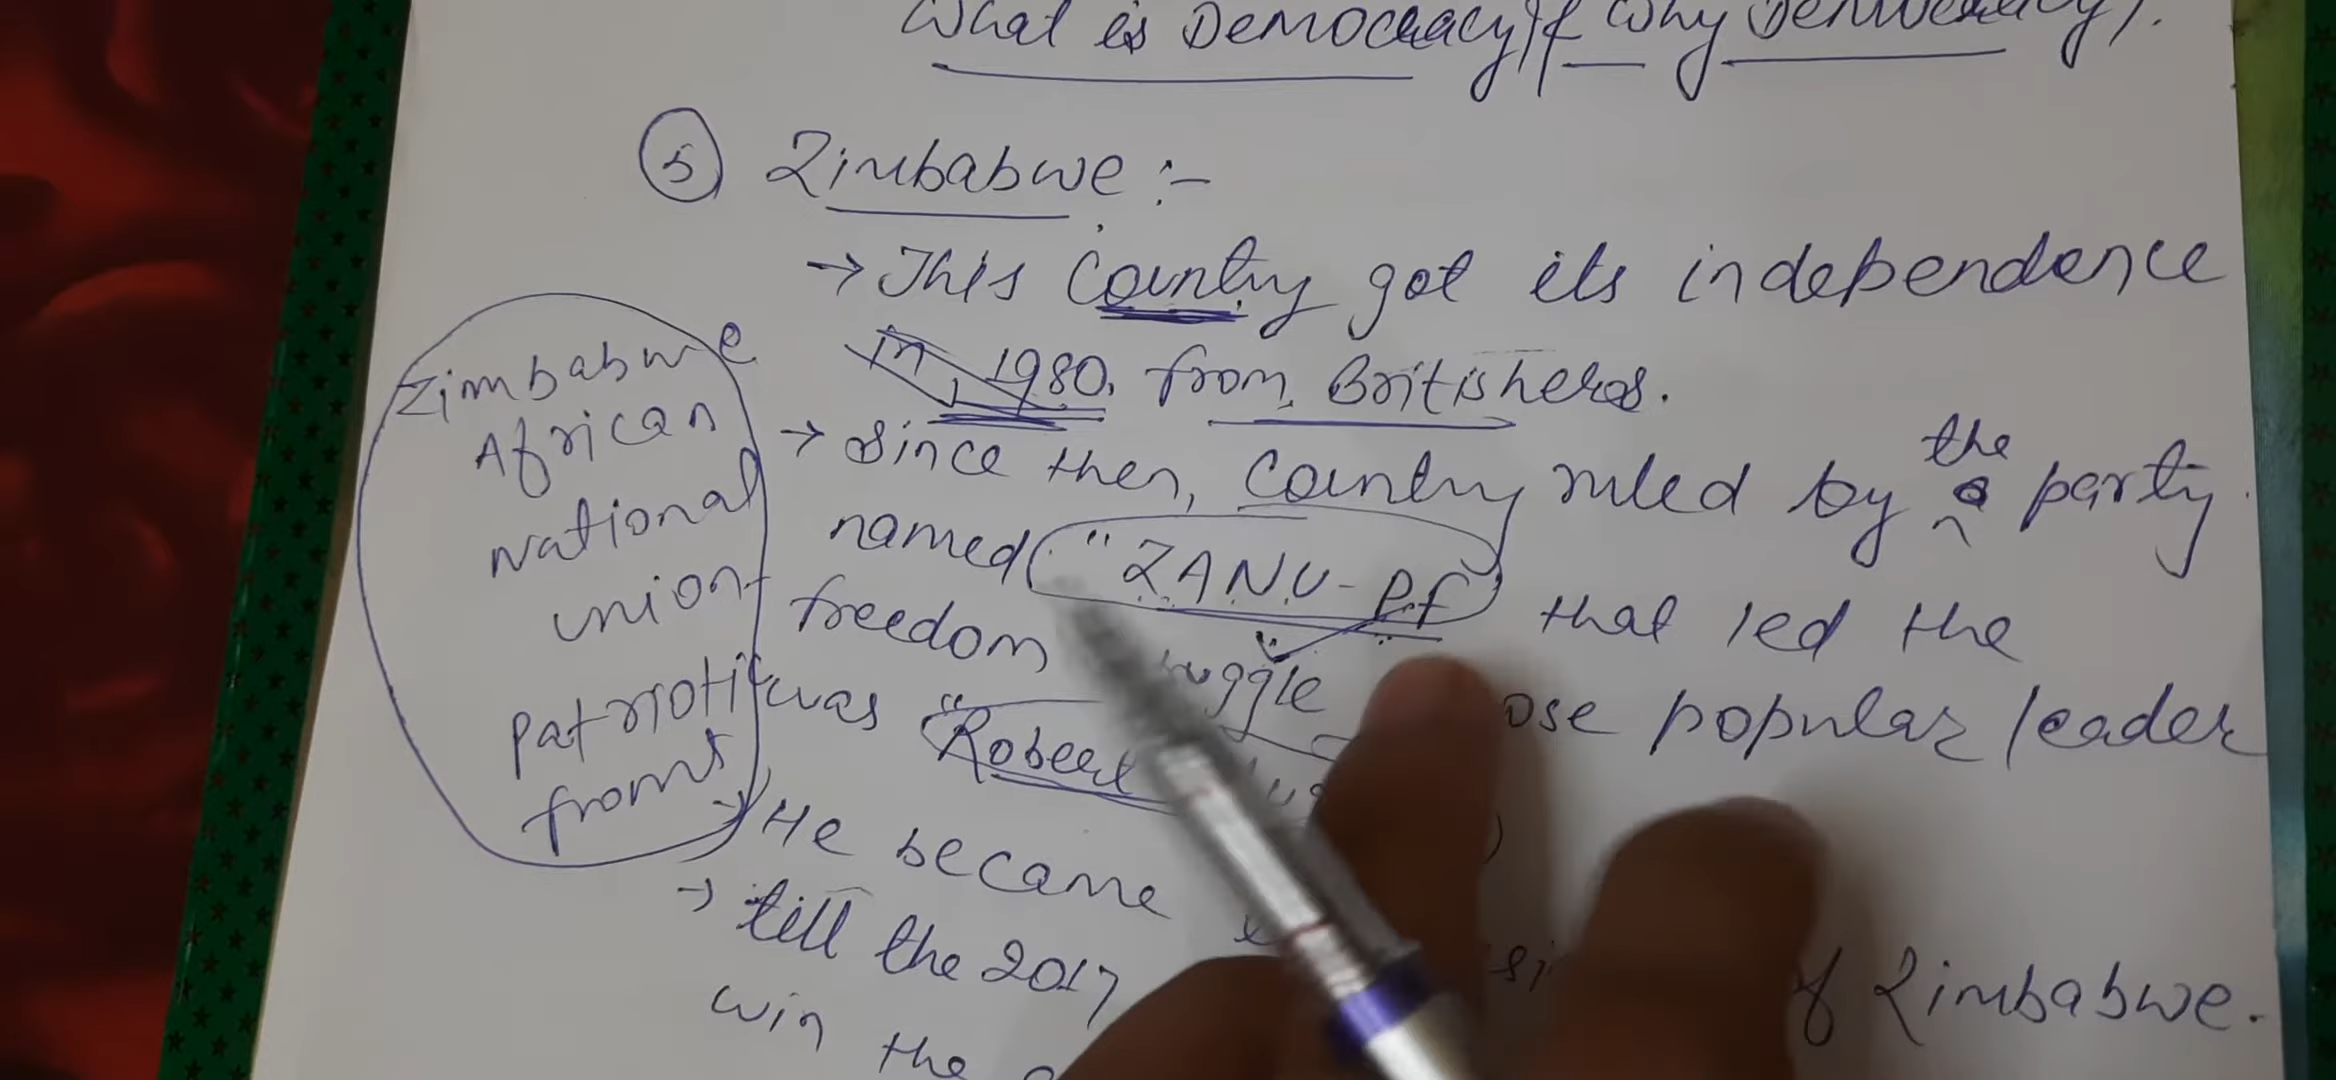 What is Democracy? & Why Democracy?.
5 Zimbabwe :-
→ This Country got its independence
in 1980, from Britishers.
→ Since then, Country ruled by the party
named "ZANU-PF" that led the
freedom popular leader
was "Robert
→ He became of Zimbabwe.
→ till the 2017
win the
Zimbabwe
African
National
union
patriotic
front